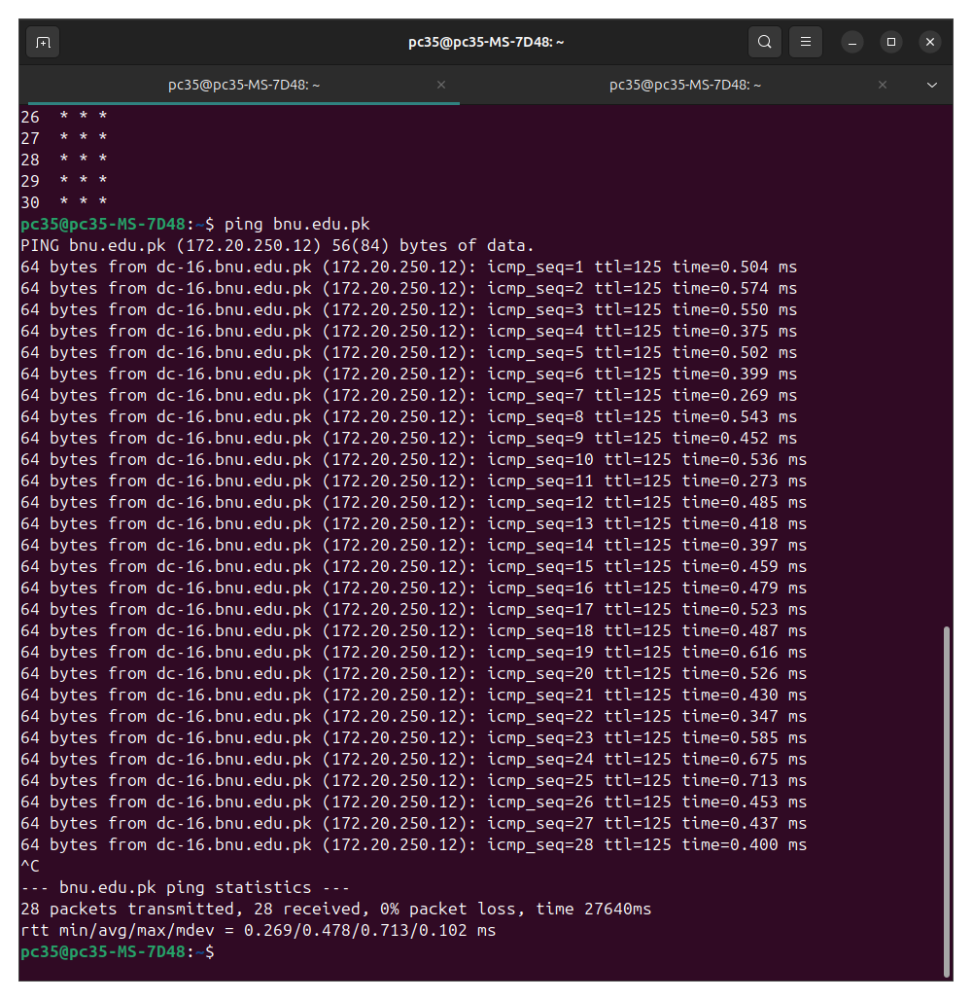 pc35@pc35-MS-7D48: ~
pc35@pc35-MS-7D48: ~
pc35@pc35-MS-7D48: ~
26  * * *
27  * * *
28  * * *
29  * * *
30  * * *
pc35@pc35-MS-7D48:~$ ping bnu.edu.pk
PING bnu.edu.pk (172.20.250.12) 56(84) bytes of data.
64 bytes from dc-16.bnu.edu.pk (172.20.250.12): icmp_seq=1 ttl=125 time=0.504 ms
64 bytes from dc-16.bnu.edu.pk (172.20.250.12): icmp_seq=2 ttl=125 time=0.574 ms
64 bytes from dc-16.bnu.edu.pk (172.20.250.12): icmp_seq=3 ttl=125 time=0.550 ms
64 bytes from dc-16.bnu.edu.pk (172.20.250.12): icmp_seq=4 ttl=125 time=0.375 ms
64 bytes from dc-16.bnu.edu.pk (172.20.250.12): icmp_seq=5 ttl=125 time=0.502 ms
64 bytes from dc-16.bnu.edu.pk (172.20.250.12): icmp_seq=6 ttl=125 time=0.399 ms
64 bytes from dc-16.bnu.edu.pk (172.20.250.12): icmp_seq=7 ttl=125 time=0.269 ms
64 bytes from dc-16.bnu.edu.pk (172.20.250.12): icmp_seq=8 ttl=125 time=0.543 ms
64 bytes from dc-16.bnu.edu.pk (172.20.250.12): icmp_seq=9 ttl=125 time=0.452 ms
64 bytes from dc-16.bnu.edu.pk (172.20.250.12): icmp_seq=10 ttl=125 time=0.536 ms
64 bytes from dc-16.bnu.edu.pk (172.20.250.12): icmp_seq=11 ttl=125 time=0.273 ms
64 bytes from dc-16.bnu.edu.pk (172.20.250.12): icmp_seq=12 ttl=125 time=0.485 ms
64 bytes from dc-16.bnu.edu.pk (172.20.250.12): icmp_seq=13 ttl=125 time=0.418 ms
64 bytes from dc-16.bnu.edu.pk (172.20.250.12): icmp_seq=14 ttl=125 time=0.397 ms
64 bytes from dc-16.bnu.edu.pk (172.20.250.12): icmp_seq=15 ttl=125 time=0.459 ms
64 bytes from dc-16.bnu.edu.pk (172.20.250.12): icmp_seq=16 ttl=125 time=0.479 ms
64 bytes from dc-16.bnu.edu.pk (172.20.250.12): icmp_seq=17 ttl=125 time=0.523 ms
64 bytes from dc-16.bnu.edu.pk (172.20.250.12): icmp_seq=18 ttl=125 time=0.487 ms
64 bytes from dc-16.bnu.edu.pk (172.20.250.12): icmp_seq=19 ttl=125 time=0.616 ms
64 bytes from dc-16.bnu.edu.pk (172.20.250.12): icmp_seq=20 ttl=125 time=0.526 ms
64 bytes from dc-16.bnu.edu.pk (172.20.250.12): icmp_seq=21 ttl=125 time=0.430 ms
64 bytes from dc-16.bnu.edu.pk (172.20.250.12): icmp_seq=22 ttl=125 time=0.347 ms
64 bytes from dc-16.bnu.edu.pk (172.20.250.12): icmp_seq=23 ttl=125 time=0.585 ms
64 bytes from dc-16.bnu.edu.pk (172.20.250.12): icmp_seq=24 ttl=125 time=0.675 ms
64 bytes from dc-16.bnu.edu.pk (172.20.250.12): icmp_seq=25 ttl=125 time=0.713 ms
64 bytes from dc-16.bnu.edu.pk (172.20.250.12): icmp_seq=26 ttl=125 time=0.453 ms
64 bytes from dc-16.bnu.edu.pk (172.20.250.12): icmp_seq=27 ttl=125 time=0.437 ms
64 bytes from dc-16.bnu.edu.pk (172.20.250.12): icmp_seq=28 ttl=125 time=0.400 ms
^C
--- bnu.edu.pk ping statistics ---
28 packets transmitted, 28 received, 0% packet loss, time 27640ms
rtt min/avg/max/mdev = 0.269/0.478/0.713/0.102 ms
pc35@pc35-MS-7D48:~$